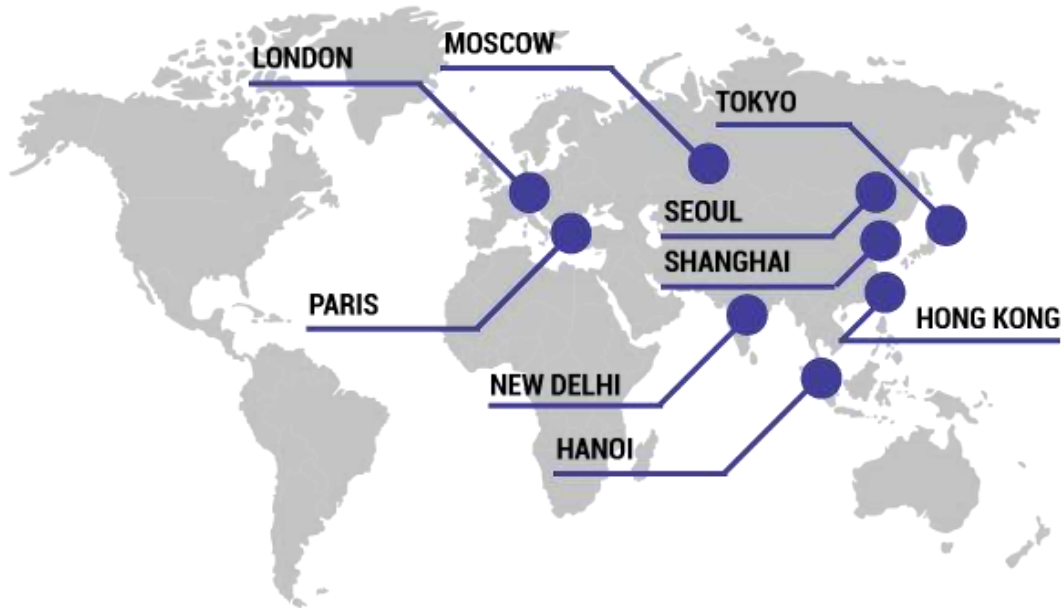 MOSCOW
LONDON
TOKYO
SEOUL
SHANGHAI
PARIS
HONG KONG
NEW DELHI
HANOI